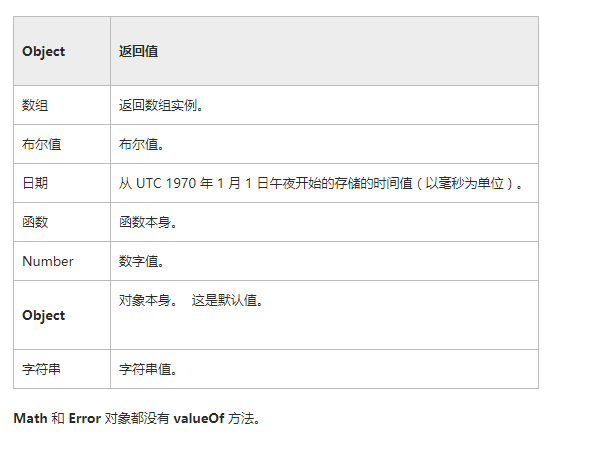 Object 返回值
数组 返回数组实例。
布尔值 布尔值。
日期 从 UTC 1970 年 1 月 1 日午夜开始的存储的时间值（以毫秒为单位）。
函数 函数本身。
Number 数字值。
Object 对象本身。 这是默认值。
字符串 字符串值。
Math 和 Error 对象都没有 valueOf 方法。